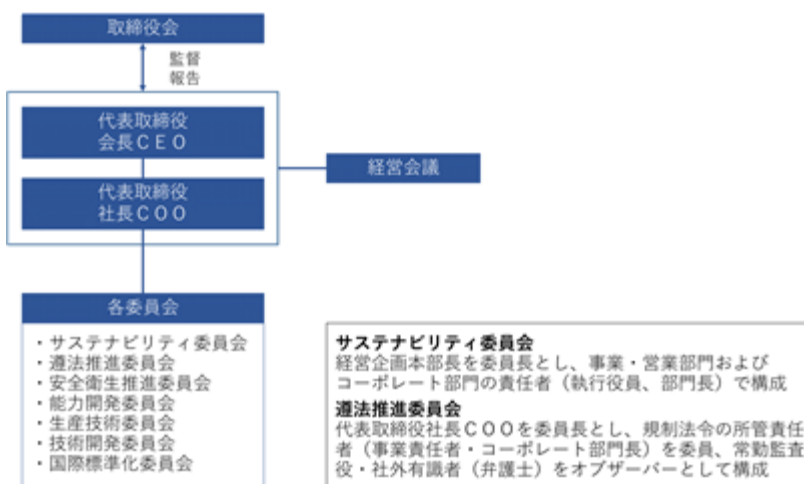 取締役会
監督
報告
代表取締役
会長ＣＥＯ
代表取締役
社長ＣＯＯ
経営会議
各委員会
・サステナビリティ委員会
・遵法推進委員会
・安全衛生推進委員会
・能力開発委員会
・生産技術委員会
・技術開発委員会
・国際標準化委員会
サステナビリティ委員会
経営企画本部長を委員長とし、事業・営業部門および
コーポレート部門の責任者（執行役員、部門長）で構成
遵法推進委員会
代表取締役社長ＣＯＯを委員長とし、規制法令の所管責任
者（事業責任者・コーポレート部門長）を委員、常勤監査
役・社外有識者（弁護士）をオブザーバーとして構成